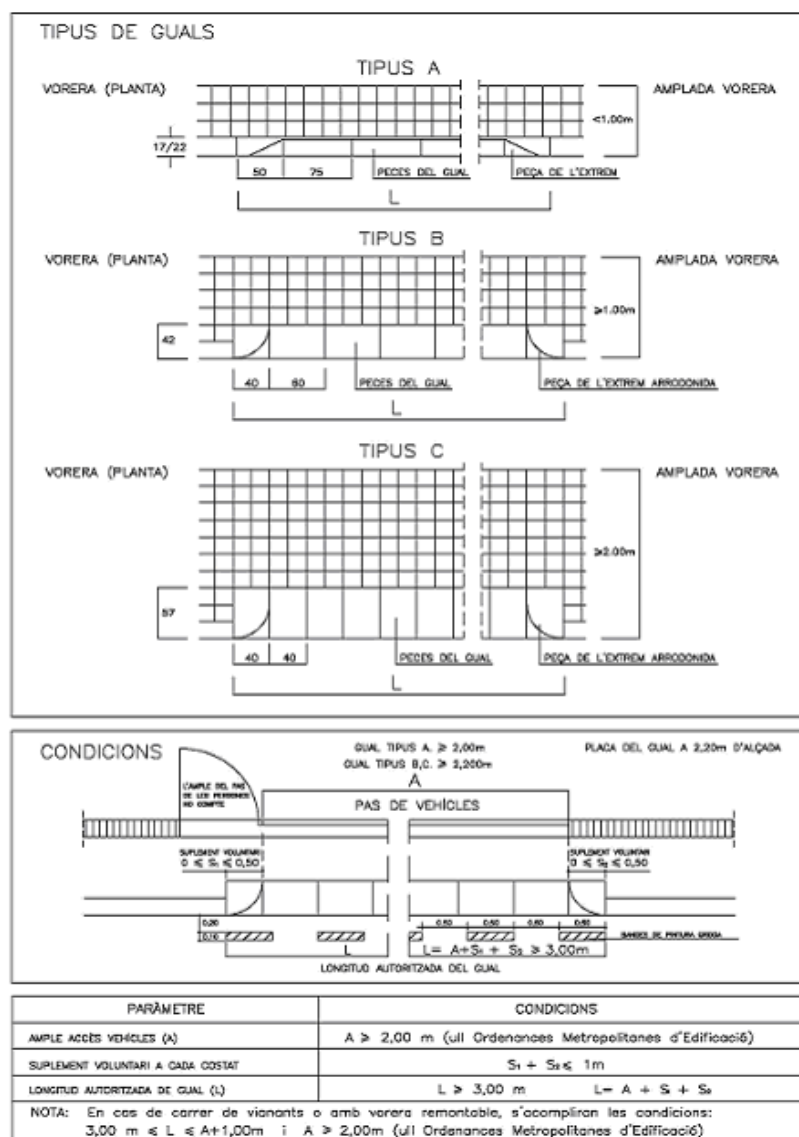 TIPUS DE GUALS
TIPUS A
VORERA (PLANTA)
AMPLADA VORERA
<1.00m
17/22
50
75
PECES DEL GUAL
PEÇA DE L'EXTREM
L
TIPUS B
VORERA (PLANTA)
AMPLADA VORERA
≥1.00m
42
40
60
PECES DEL GUAL
PEÇA DE L'EXTREM ARRODONIDA
L
TIPUS C
VORERA (PLANTA)
AMPLADA VORERA
≥2.00m
57
40
40
PECES DEL GUAL
PEÇA DE L'EXTREM ARRODONIDA
L
CONDICIONS
GUAL TIPUS A. ≥ 2,00m
PLACA DEL GUAL A 2,20m D'ALÇADA
GUAL TIPUS B,C. ≥ 2,200m
A
L'AMPLE DEL PAS
DE LES PERSONES
NO COMPTE
PAS DE VEHÍCLES
SUPLEMENT VOLUNTARI
0 ≤ S₁ ≤ 0,50
SUPLEMENT VOLUNTARI
0 ≤ S₂ ≤ 0,50
0,20
0,10
0,50
0,50
0,50
0,50
BANDES DE PINTURA GROGA
L
L= A+S₁ + S₂ ≥ 3,00m
LONGITUD AUTORITZADA DEL GUAL
PARÀMETRE
CONDICIONS
AMPLE ACCÈS VEHÍCLES (A)
A ≥ 2,00 m (ull Ordenances Metropolitanes d'Edificació)
SUPLEMENT VOLUNTARI A CADA COSTAT
S₁ + S₂ ≤ 1m
LONGITUD AUTORITZADA DE GUAL (L)
L ≥ 3,00 m L= A + S₁ + S₂
NOTA: En cas de carrer de vianants o amb vorera remontable, s'acompliran les condicions:
3,00 m ≤ L ≤ A+1,00m i A ≥ 2,00m (ull Ordenances Metropolitanes d'Edificació)